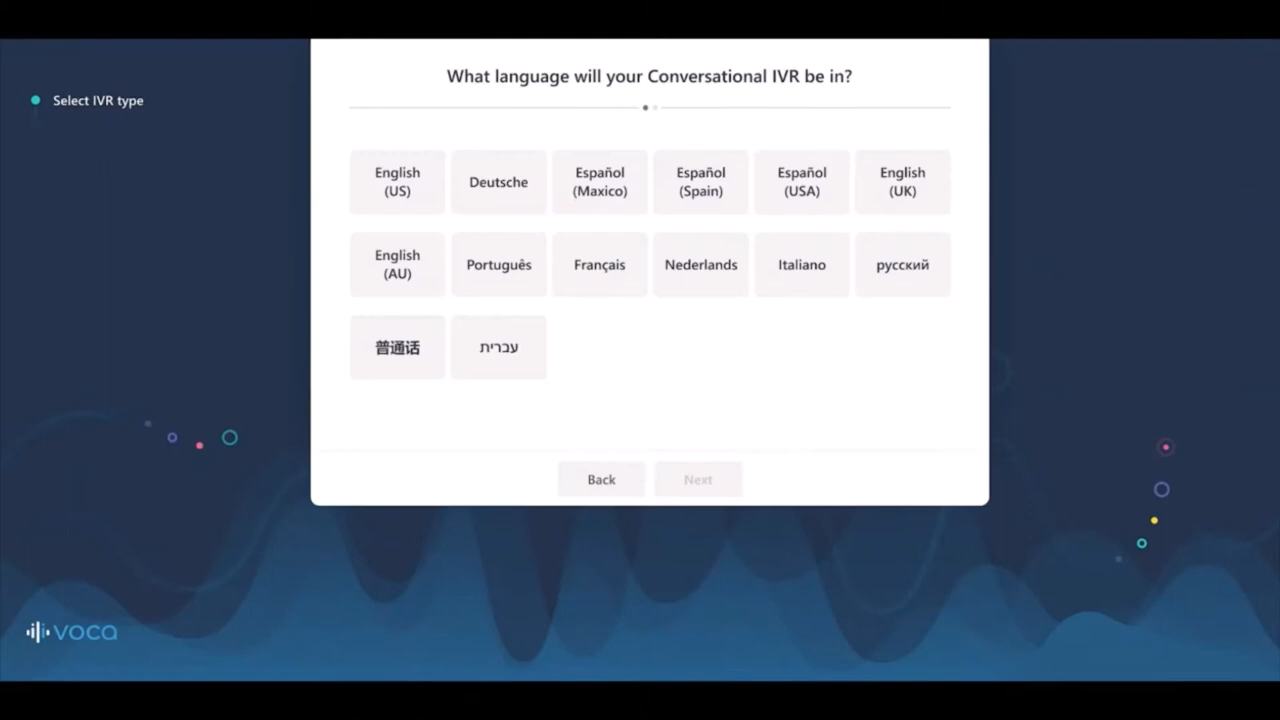 What language will your Conversational IVR be in?
Select IVR type
English
(US)
Deutsche
Español
(Maxico)
Español
(Spain)
Español
(USA)
English
(UK)
English
(AU)
Português
Français
Nederlands
Italiano
русский
普通话
עברית
Back
Next
voca